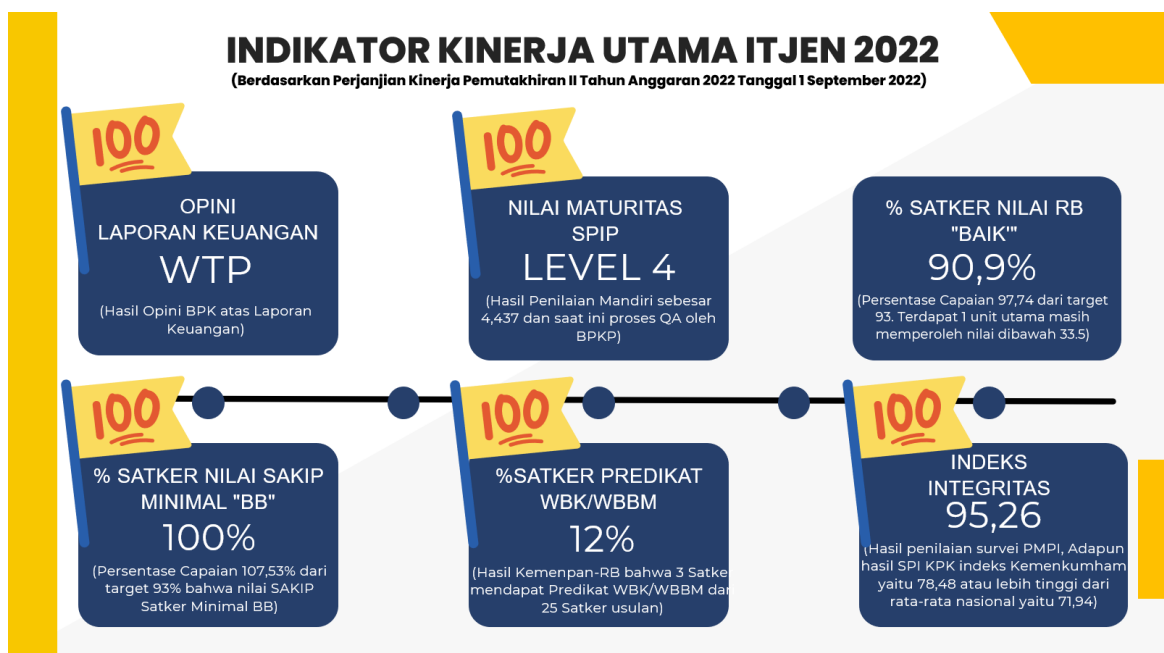 INDIKATOR KINERJA UTAMA ITJEN 2022
(Berdasarkan Perjanjian Kinerja Pemutakhiran II Tahun Anggaran 2022 Tanggal 1 September 2022)
100
OPINI
LAPORAN KEUANGAN
WTP
(Hasil Opini BPK atas Laporan
Keuangan)
100
NILAI MATURITAS
SPIP
LEVEL 4
(Hasil Penilaian Mandiri sebesar
4,437 dan saat ini proses QA oleh
BPKP)
% SATKER NILAI RB
"BAIK'"
90,9%
(Persentase Capaian 97,74 dari target
93. Terdapat 1 unit utama masih
memperoleh nilai dibawah 33.5)
100
% SATKER NILAI SAKIP
MINIMAL "BB"
100%
(Persentase Capaian 107,53% dari
target 93% bahwa nilai SAKIP
Satker Minimal BB)
100
%SATKER PREDIKAT
WBK/WBBM
12%
(Hasil Kemenpan-RB bahwa 3 Satke
mendapat Predikat WBK/WBBM dar
25 Satker usulan)
100
INDEKS
INTEGRITAS
95,26
(Hasil penilaian survei PMPI, Adapun
hasil SPI KPK indeks Kemenkumham
yaitu 78,48 atau lebih tinggi dari
rata-rata nasional yaitu 71,94)